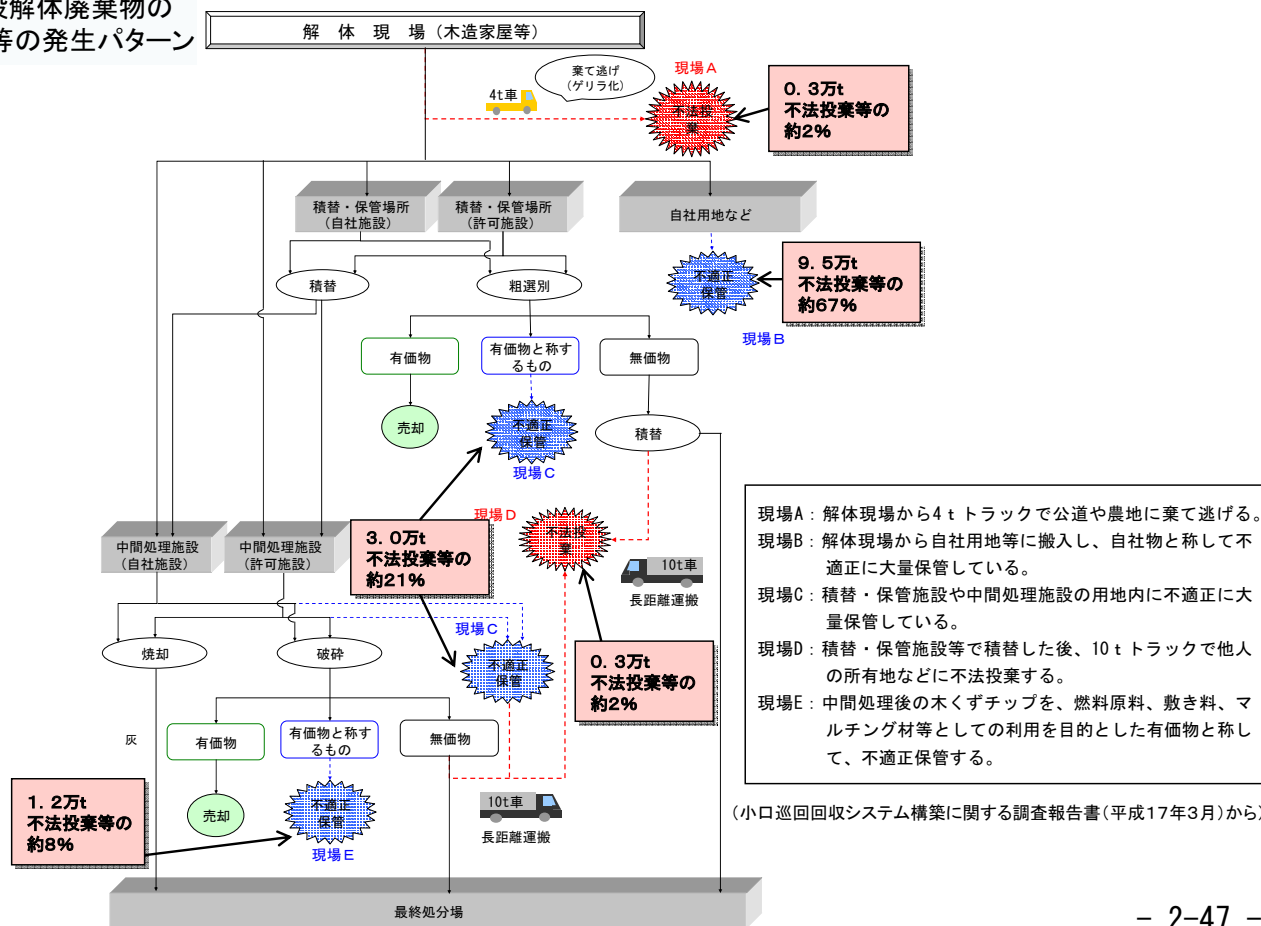 設解体廃棄物の
等の発生パターン
解 体 現 場（木造家屋等）
棄て逃げ
（ゲリラ化）
4t車
現場Ａ
不法投
棄
０．３万t
不法投棄等の
約2%
積替・保管場所
（自社施設）
積替・保管場所
（許可施設）
自社用地など
積替
粗選別
不適正
保管
９．５万t
不法投棄等の
約67%
現場Ｂ
有価物
有価物と称す
るもの
無価物
売却
不適正
保管
積替
現場Ｃ
現場Ｄ
不法投
棄
３．０万t
不法投棄等の
約21%
中間処理施設
（自社施設）
中間処理施設
（許可施設）
10t車
長距離運搬
現場Ｃ
焼却
破砕
不適正
保管
０．３万t
不法投棄等の
約2%
灰
有価物
有価物と称す
るもの
無価物
売却
不適正
保管
現場Ｅ
10t車
長距離運搬
１．２万t
不法投棄等の
約8%
最終処分場
現場A：解体現場から4ｔトラックで公道や農地に棄て逃げる。
現場B：解体現場から自社用地等に搬入し、自社物と称して不
適正に大量保管している。
現場C：積替・保管施設や中間処理施設の用地内に不適正に大
量保管している。
現場D：積替・保管施設等で積替した後、10ｔトラックで他人
の所有地などに不法投棄する。
現場E：中間処理後の木くずチップを、燃料原料、敷き料、マ
ルチング材等としての利用を目的とした有価物と称し
て、不適正保管する。
（小口巡回回収システム構築に関する調査報告書（平成17年3月）から）
－ 2-47 －